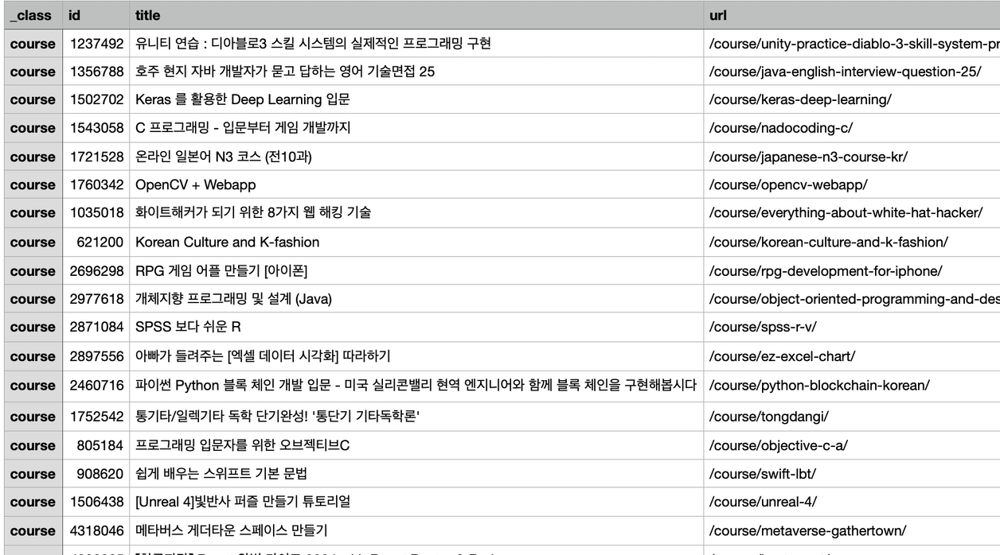 _class id title url
course 1237492 유니티 연습 : 디아블로3 스킬 시스템의 실제적인 프로그래밍 구현 /course/unity-practice-diablo-3-skill-system-pr
course 1356788 호주 현지 자바 개발자가 묻고 답하는 영어 기술면접 25 /course/java-english-interview-question-25/
course 1502702 Keras 를 활용한 Deep Learning 입문 /course/keras-deep-learning/
course 1543058 C 프로그래밍 - 입문부터 게임 개발까지 /course/nadocoding-c/
course 1721528 온라인 일본어 N3 코스 (전10과) /course/japanese-n3-course-kr/
course 1760342 OpenCV + Webapp /course/opencv-webapp/
course 1035018 화이트해커가 되기 위한 8가지 웹 해킹 기술 /course/everything-about-white-hat-hacker/
course 621200 Korean Culture and K-fashion /course/korean-culture-and-k-fashion/
course 2696298 RPG 게임 어플 만들기 [아이폰] /course/rpg-development-for-iphone/
course 2977618 개체지향 프로그래밍 및 설계 (Java) /course/object-oriented-programming-and-des
course 2871084 SPSS 보다 쉬운 R /course/spss-r-v/
course 2897556 아빠가 들려주는 [엑셀 데이터 시각화] 따라하기 /course/ez-excel-chart/
course 2460716 파이썬 Python 블록 체인 개발 입문 - 미국 실리콘밸리 현역 엔지니어와 함께 블록 체인을 구현해봅시다 /course/python-blockchain-korean/
course 1752542 통기타/일렉기타 독학 단기완성! '통단기 기타독학론' /course/tongdangi/
course 805184 프로그래밍 입문자를 위한 오브젝티브C /course/objective-c-a/
course 908620 쉽게 배우는 스위프트 기본 문법 /course/swift-lbt/
course 1506438 [Unreal 4]빛반사 퍼즐 만들기 튜토리얼 /course/unreal-4/
course 4318046 메타버스 게더타운 스페이스 만들기 /course/metaverse-gathertown/